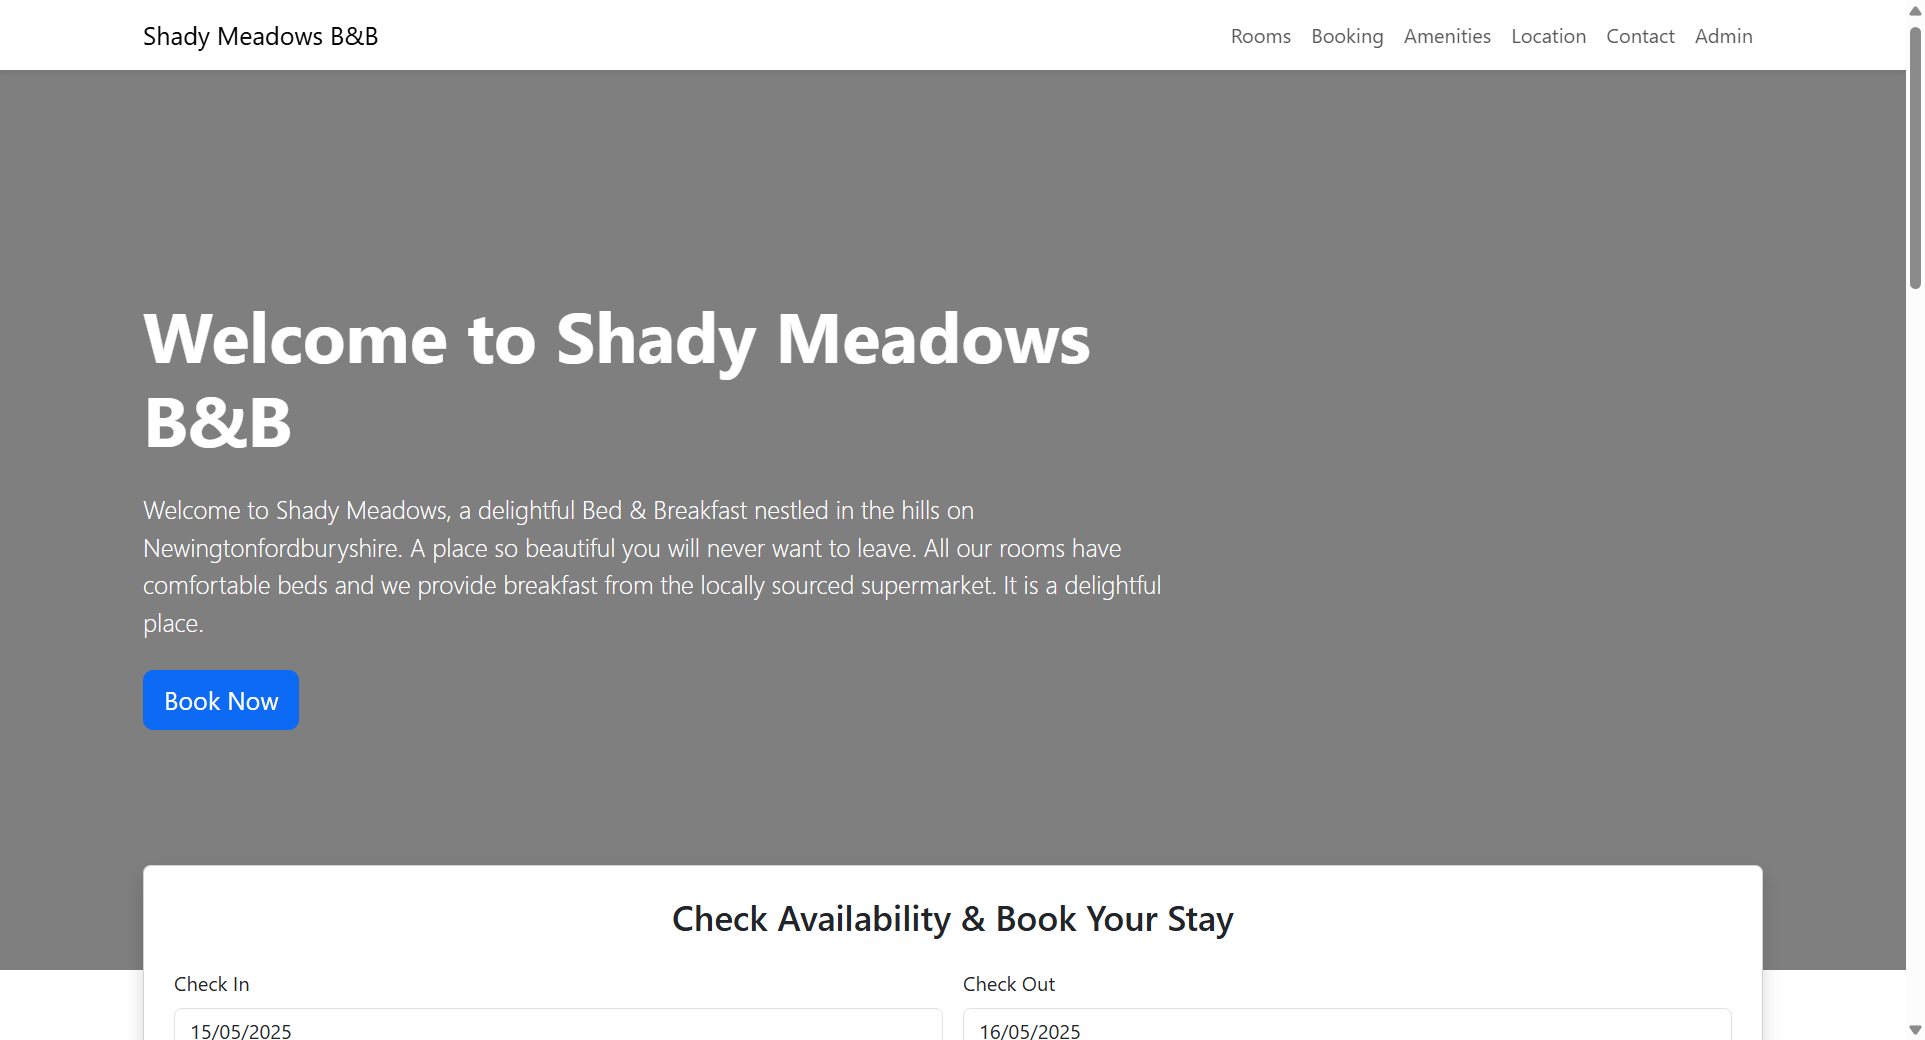 Shady Meadows B&B
Rooms Booking Amenities Location Contact Admin
Welcome to Shady Meadows
B&B
Welcome to Shady Meadows, a delightful Bed & Breakfast nestled in the hills on
Newingtonfordburyshire. A place so beautiful you will never want to leave. All our rooms have
comfortable beds and we provide breakfast from the locally sourced supermarket. It is a delightful
place.
Book Now
Check Availability & Book Your Stay
Check In
Check Out
15/05/2025
16/05/2025